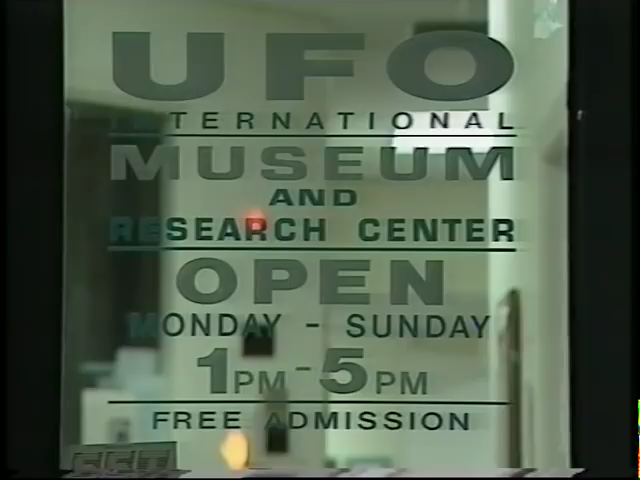 UFO
INTERNATIONAL
MUSEUM
AND
RESEARCH CENTER
OPEN
MONDAY - SUNDAY
1PM - 5PM
FREE ADMISSION